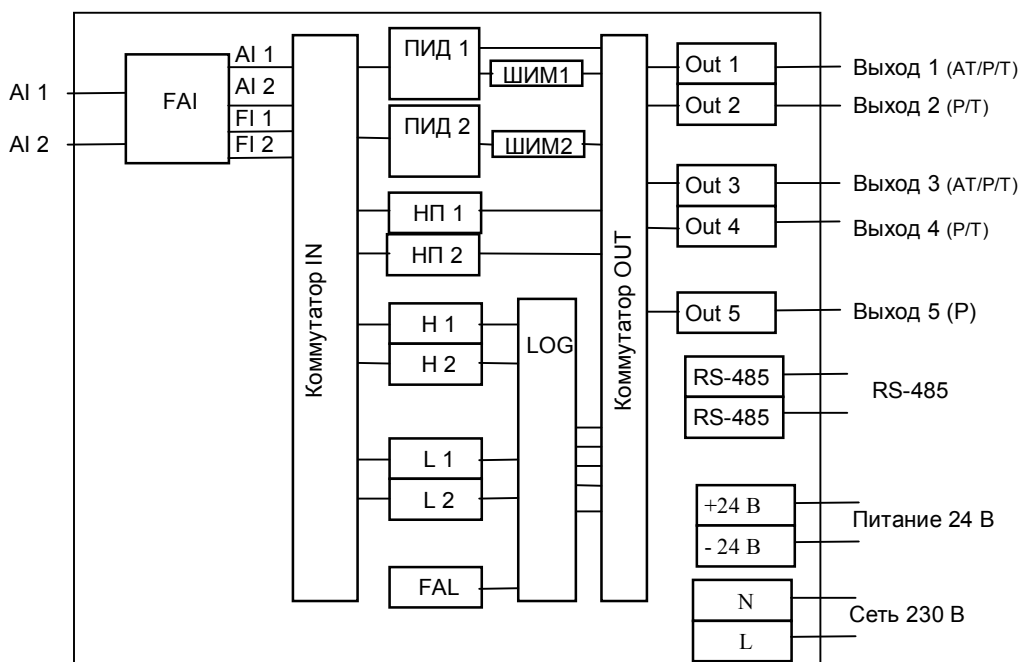 AI 1
AI 2
FAI
AI 1
AI 2
FI 1
FI 2
Коммутатор IN
ПИД 1
ШИМ1
ПИД 2
ШИМ2
НП 1
НП 2
Н 1
Н 2
L 1
L 2
FAL
LOG
Коммутатор OUT
Out 1
Out 2
Out 3
Out 4
Out 5
Выход 1 (АТ/Р/Т)
Выход 2 (Р/Т)
Выход 3 (АТ/Р/Т)
Выход 4 (Р/Т)
Выход 5 (Р)
RS-485
RS-485
RS-485
+24 В
- 24 В
Питание 24 В
N
L
Сеть 230 В